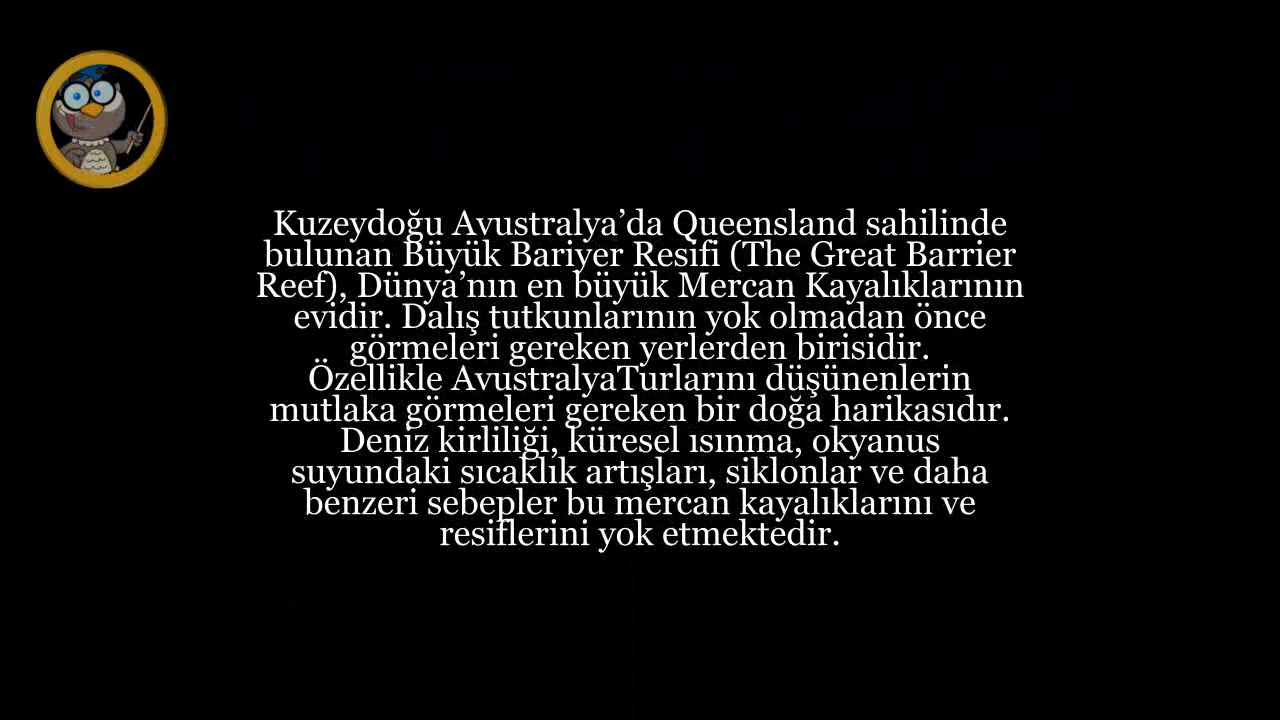 Kuzeydoğu Avustralya’da Queensland sahilinde
bulunan Büyük Bariyer Resifi (The Great Barrier
Reef), Dünya’nın en büyük Mercan Kayalıklarının
evidir. Dalış tutkunlarının yok olmadan önce
görmeleri gereken yerlerden birisidir.
Özellikle AvustralyaTurlarını düşünenlerin
mutlaka görmeleri gereken bir doğa harikasıdır.
Deniz kirliliği, küresel ısınma, okyanus
suyundaki sıcaklık artışları, siklonlar ve daha
benzeri sebepler bu mercan kayalıklarını ve
resiflerini yok etmektedir.